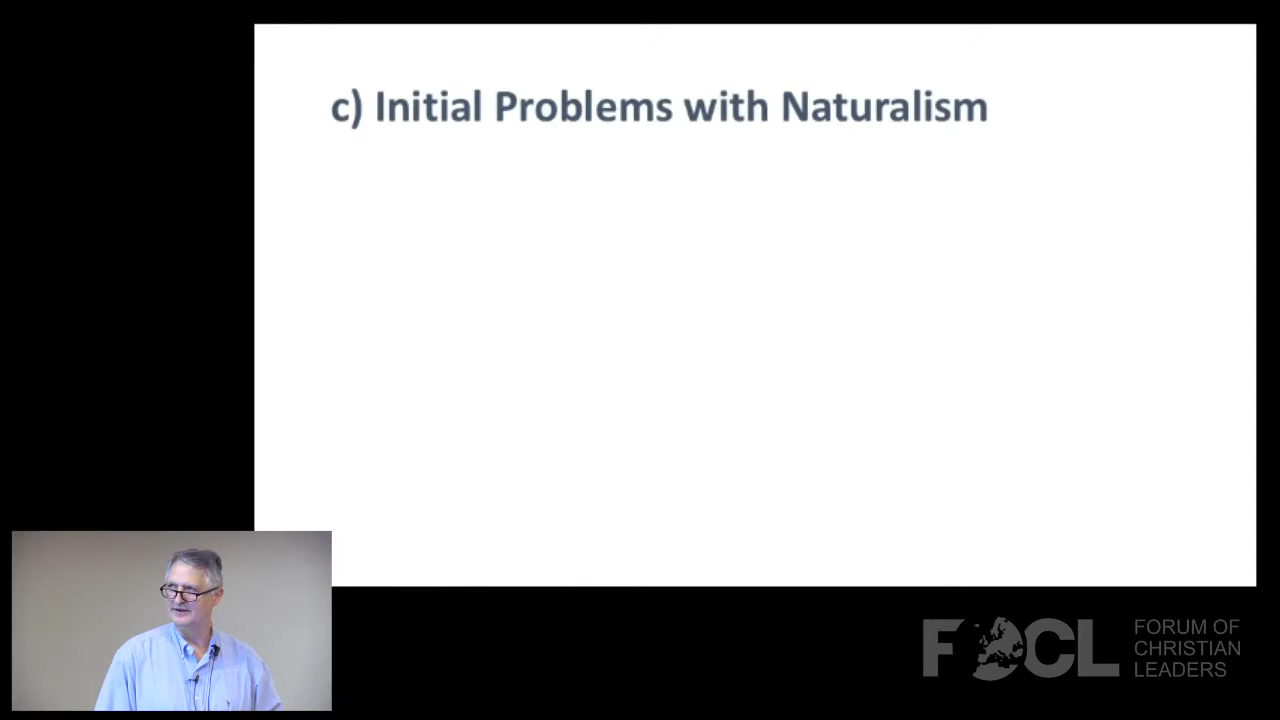 c) Initial Problems with Naturalism
FOCL
FORUM OF
CHRISTIAN
LEADERS